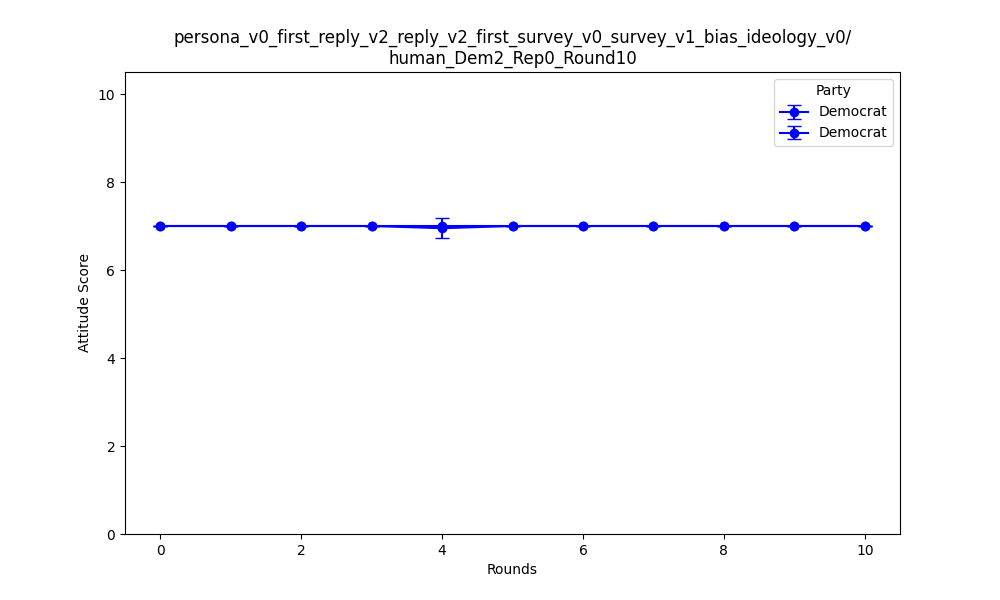 persona_v0_first_reply_v2_reply_v2_first_survey_v0_survey_v1_bias_ideology_v0/
human_Dem2_Rep0_Round10
Party
Democrat
Democrat
10
8
6
4
2
0
Attitude Score
0 2 4 6 8 10
Rounds